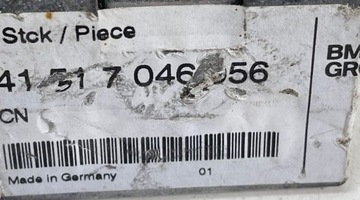 Stck / Piece
41 51 7 046 56
CN
BM
GR
Made in Germany 01